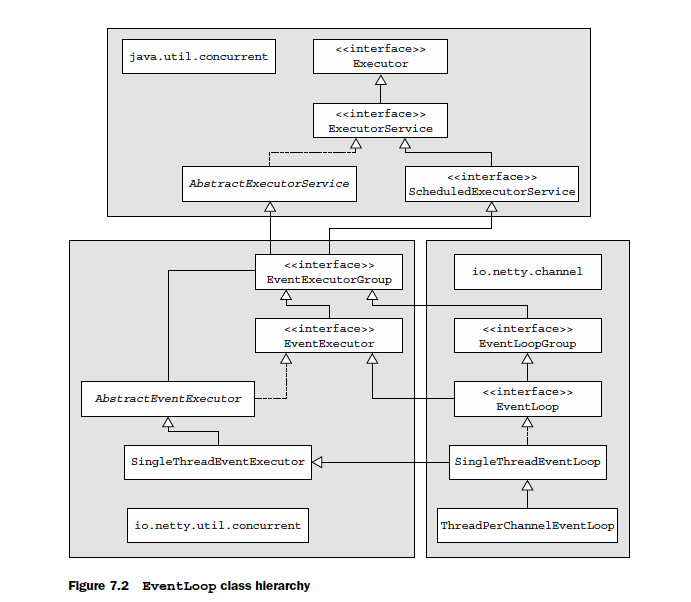 java.util.concurrent
<<interface>>
Executor
<<interface>>
ExecutorService
AbstractExecutorService
<<interface>>
ScheduledExecutorService
<<interface>>
EventExecutorGroup
io.netty.channel
<<interface>>
EventExecutor
<<interface>>
EventLoopGroup
AbstractEventExecutor
<<interface>>
EventLoop
SingleThreadEventExecutor
SingleThreadEventLoop
io.netty.util.concurrent
ThreadPerChannelEventLoop
Figure 7.2 EventLoop class hierarchy